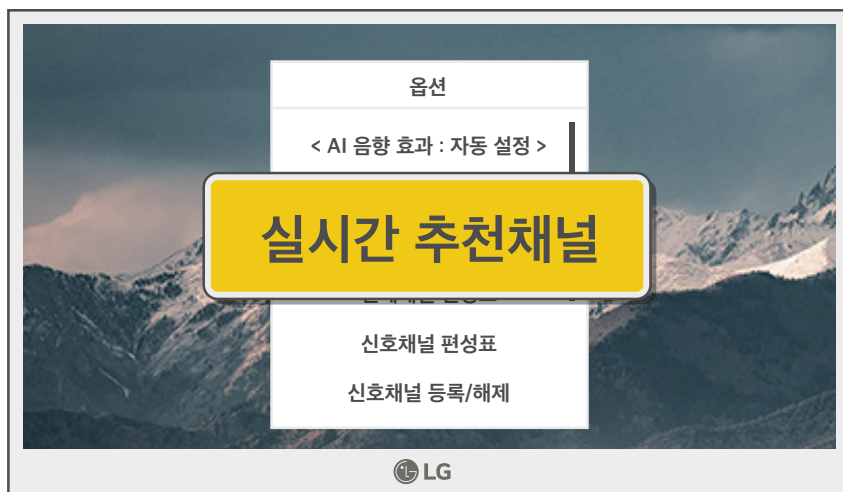 옵션
< AI 음향 효과 : 자동 설정 >
실시간 추천채널
신호채널 편성표
신호채널 등록/해제
LG